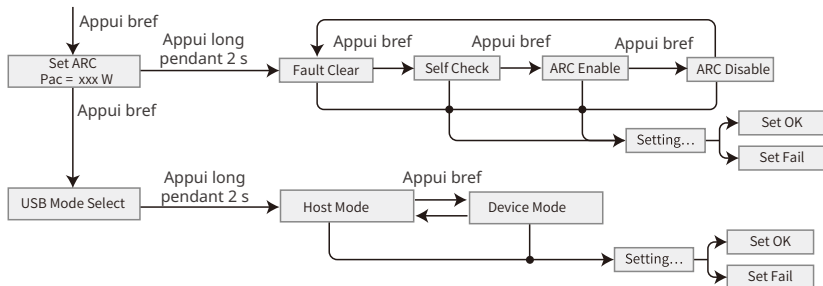 Appui bref
Set ARC
Pac = xxx W
Appui long
pendant 2 s
Fault Clear
Appui bref
Self Check
Appui bref
ARC Enable
Appui bref
ARC Disable
Setting...
Set OK
Set Fail
Appui bref
USB Mode Select
Appui long
pendant 2 s
Host Mode
Appui bref
Device Mode
Setting...
Set OK
Set Fail